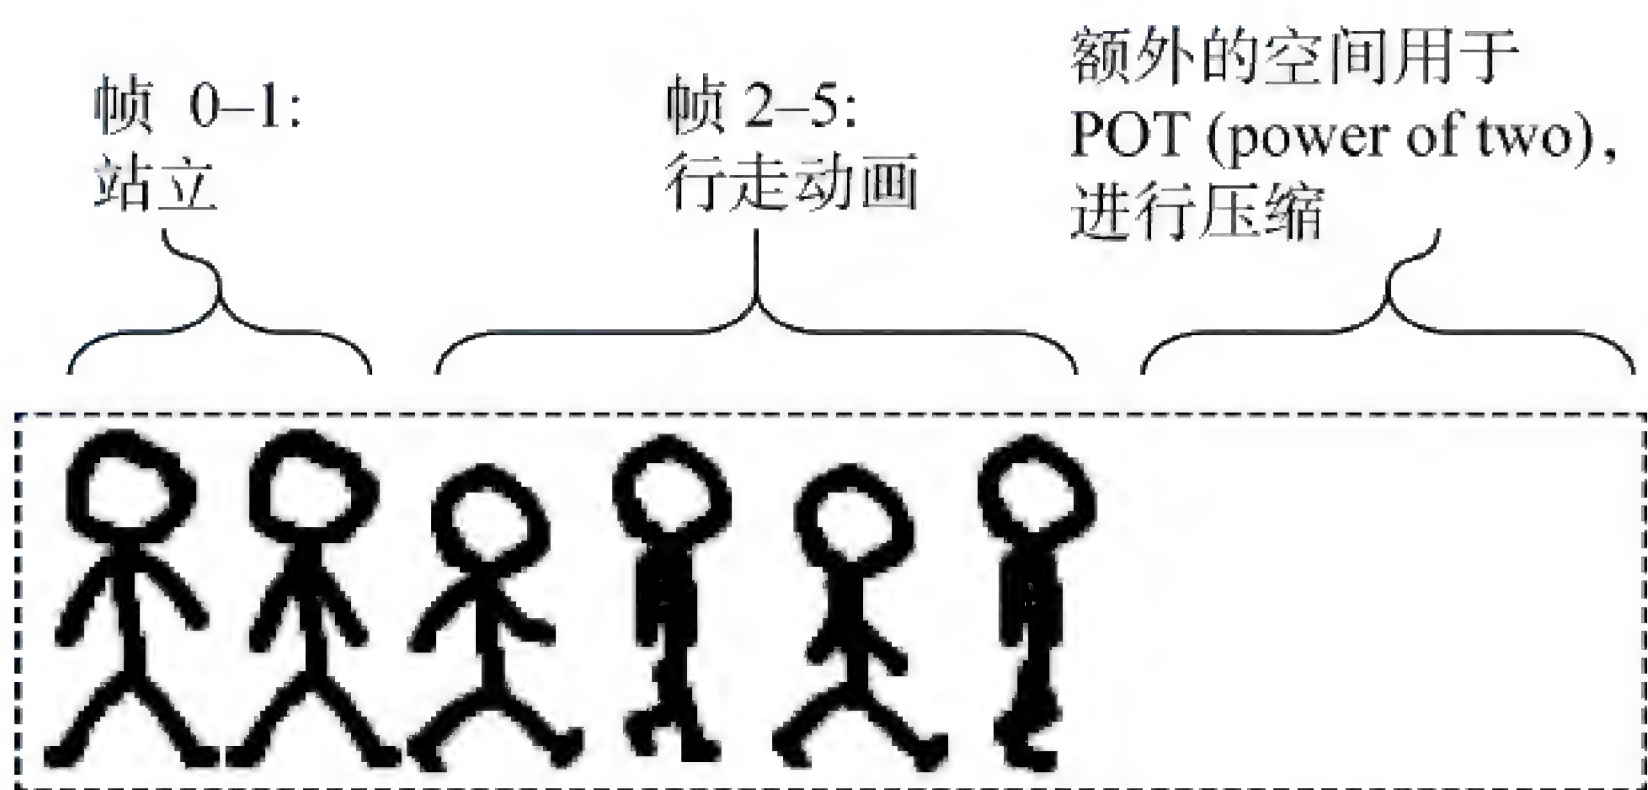 帧 0–1:
站立
帧 2–5:
行走动画
额外的空间用于
POT (power of two),
进行压缩